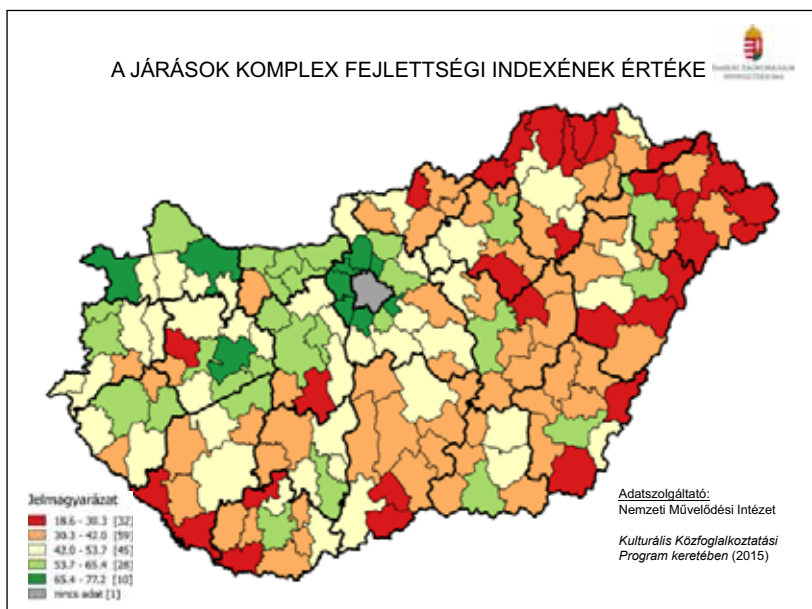 A JÁRÁSOK KOMPLEX FEJLETTSÉGI INDEXÉNEK ÉRTÉKE
Jelmagyarázat
18.6 - 30.3 [32]
30.3 - 42.0 [59]
42.0 - 53.7 [45]
53.7 - 65.4 [28]
65.4 - 77.2 [10]
nincs adat [1]
Adatszolgáltató:
Nemzeti Művelődési Intézet
Kulturális Közfoglalkoztatási
Program keretében (2015)